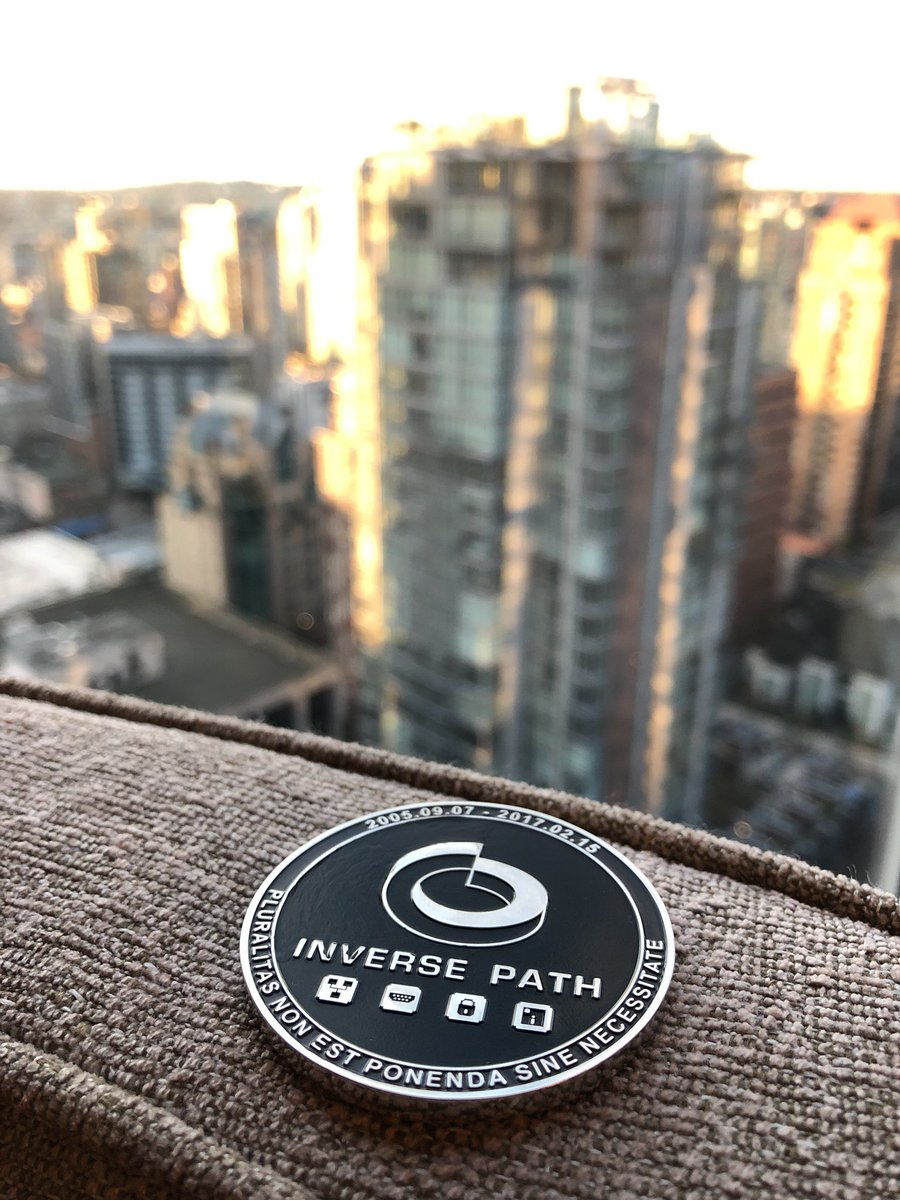 2005.09.07 - 2017.02.15
INVERSE PATH
PLURALITAS NON EST PONENDA SINE NECESSITATE